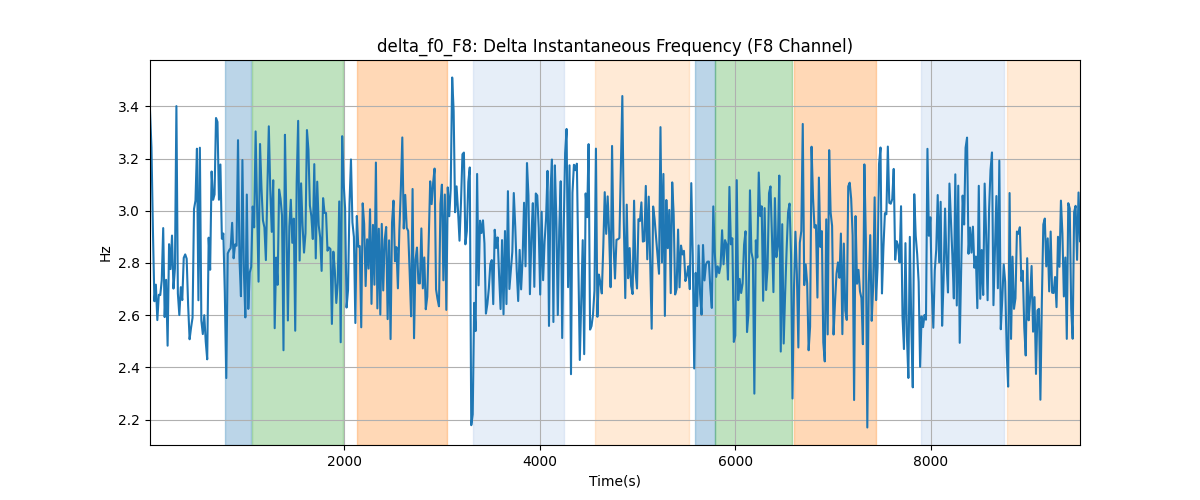 delta_f0_F8: Delta Instantaneous Frequency (F8 Channel)
Hz
3.4
3.2
3.0
2.8
2.6
2.4
2.2
2000 4000 6000 8000
Time(s)